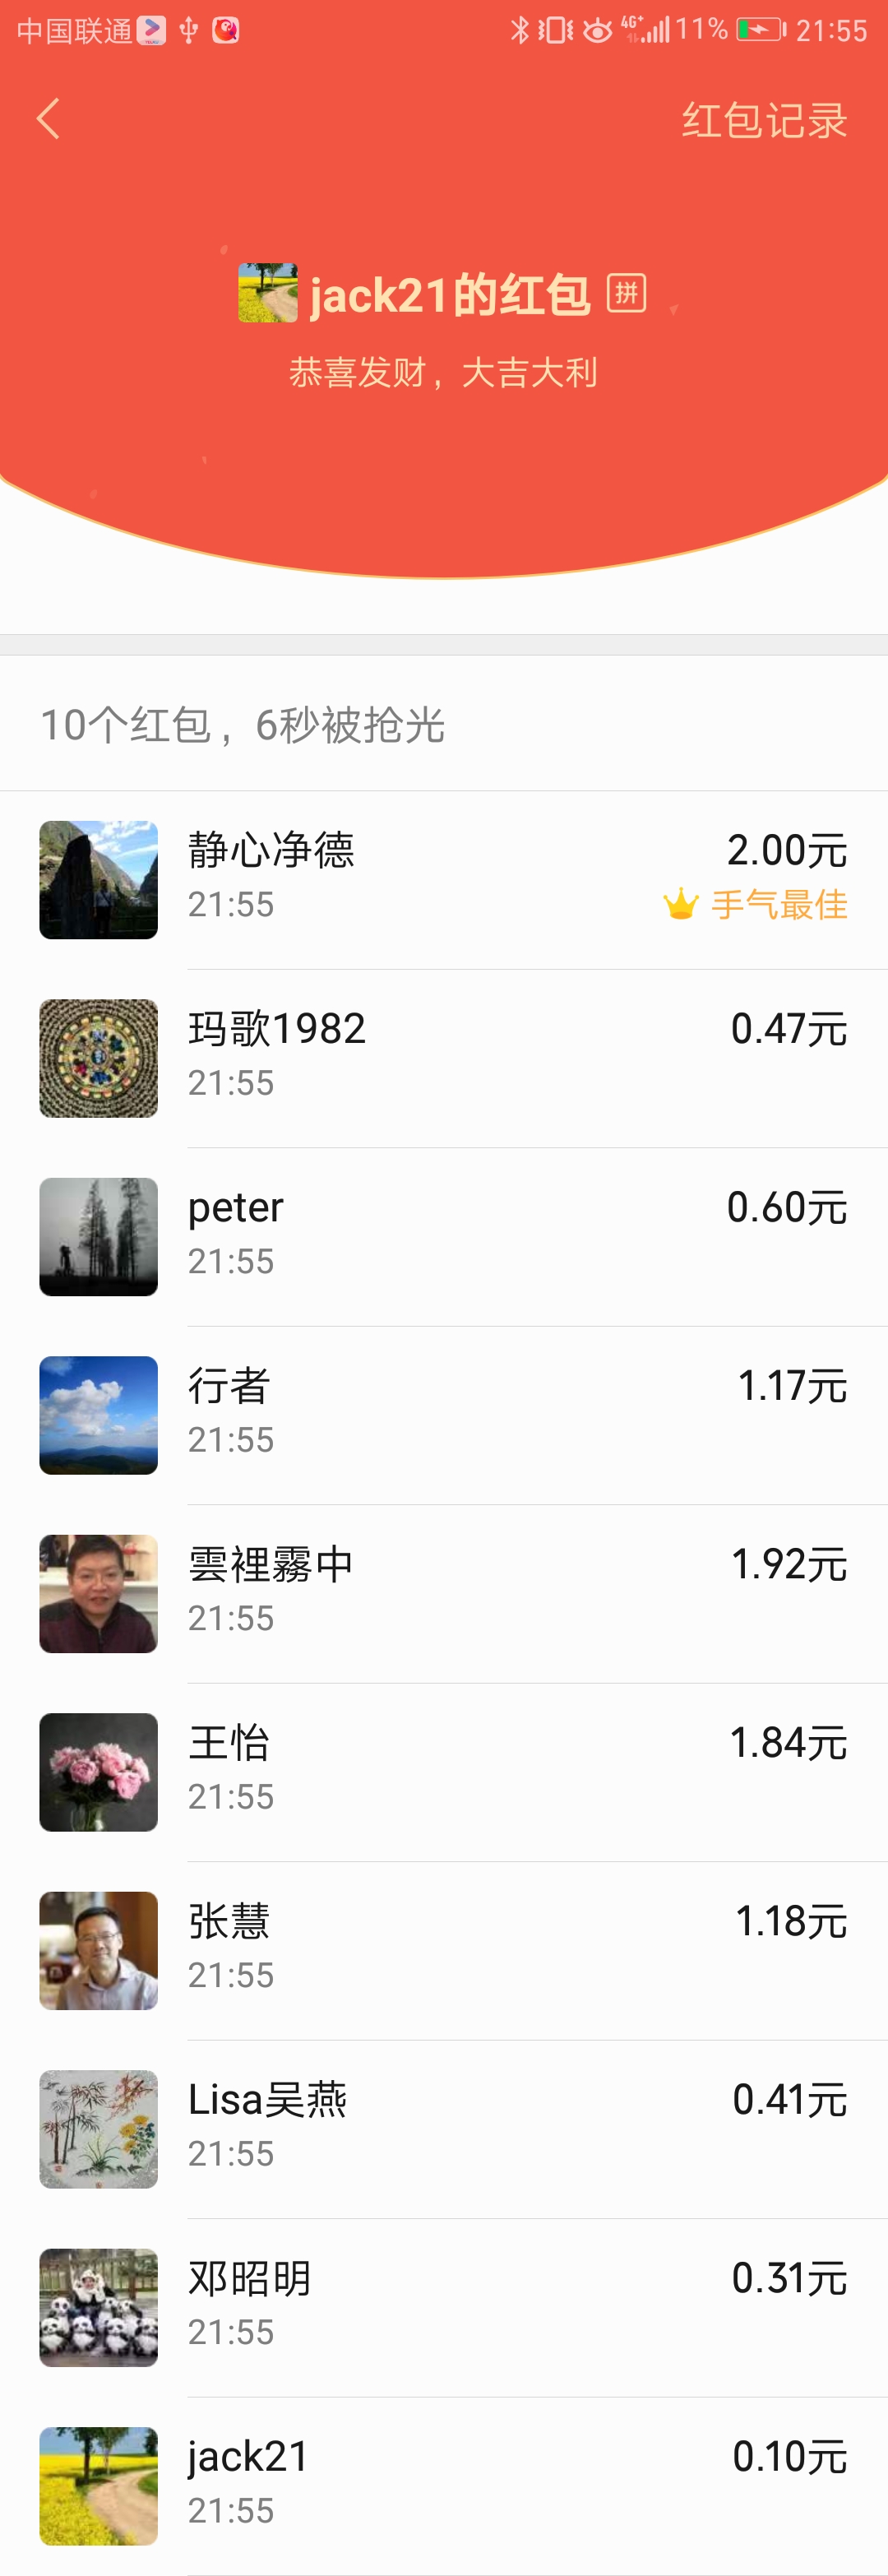 中国联通 4G+ 11% 21:55
红包记录
jack21的红包 拼
恭喜发财，大吉大利
10个红包，6秒被抢光
静心净德 2.00元
21:55 手气最佳
玛歌1982 0.47元
21:55
peter 0.60元
21:55
行者 1.17元
21:55
雲裡霧中 1.92元
21:55
王怡 1.84元
21:55
张慧 1.18元
21:55
Lisa吴燕 0.41元
21:55
邓昭明 0.31元
21:55
jack21 0.10元
21:55